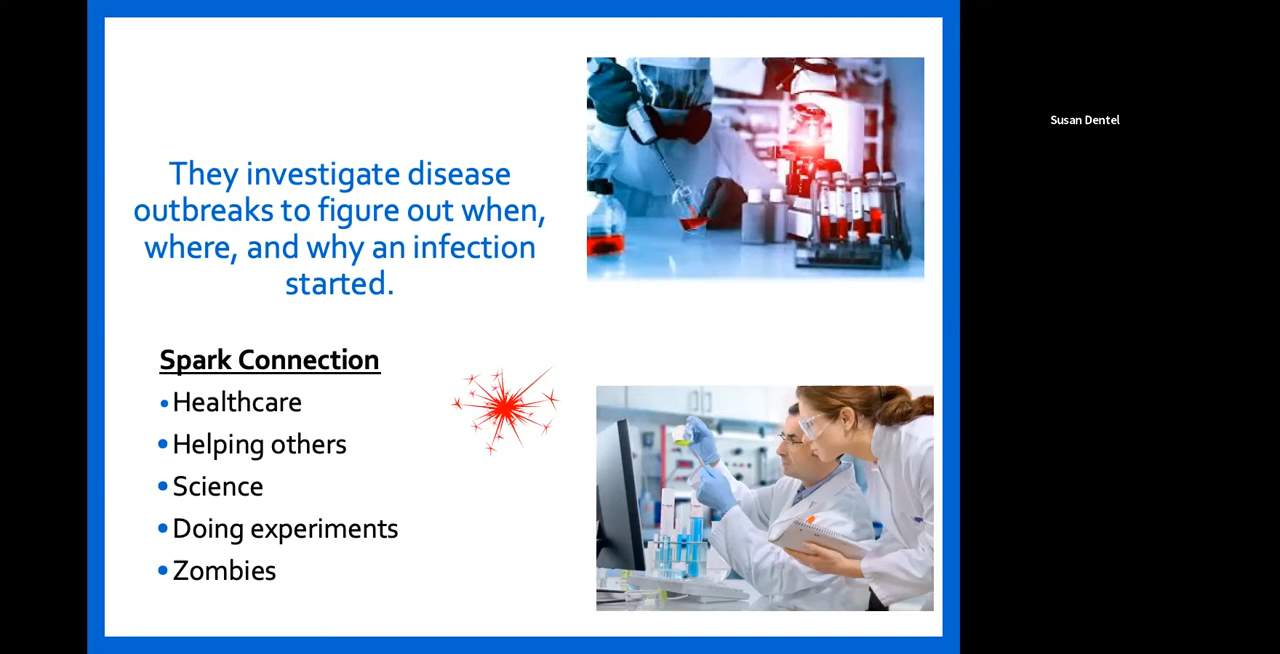 They investigate disease
outbreaks to figure out when,
where, and why an infection
started.
Spark Connection
• Healthcare
• Helping others
• Science
• Doing experiments
• Zombies
Susan Dentel